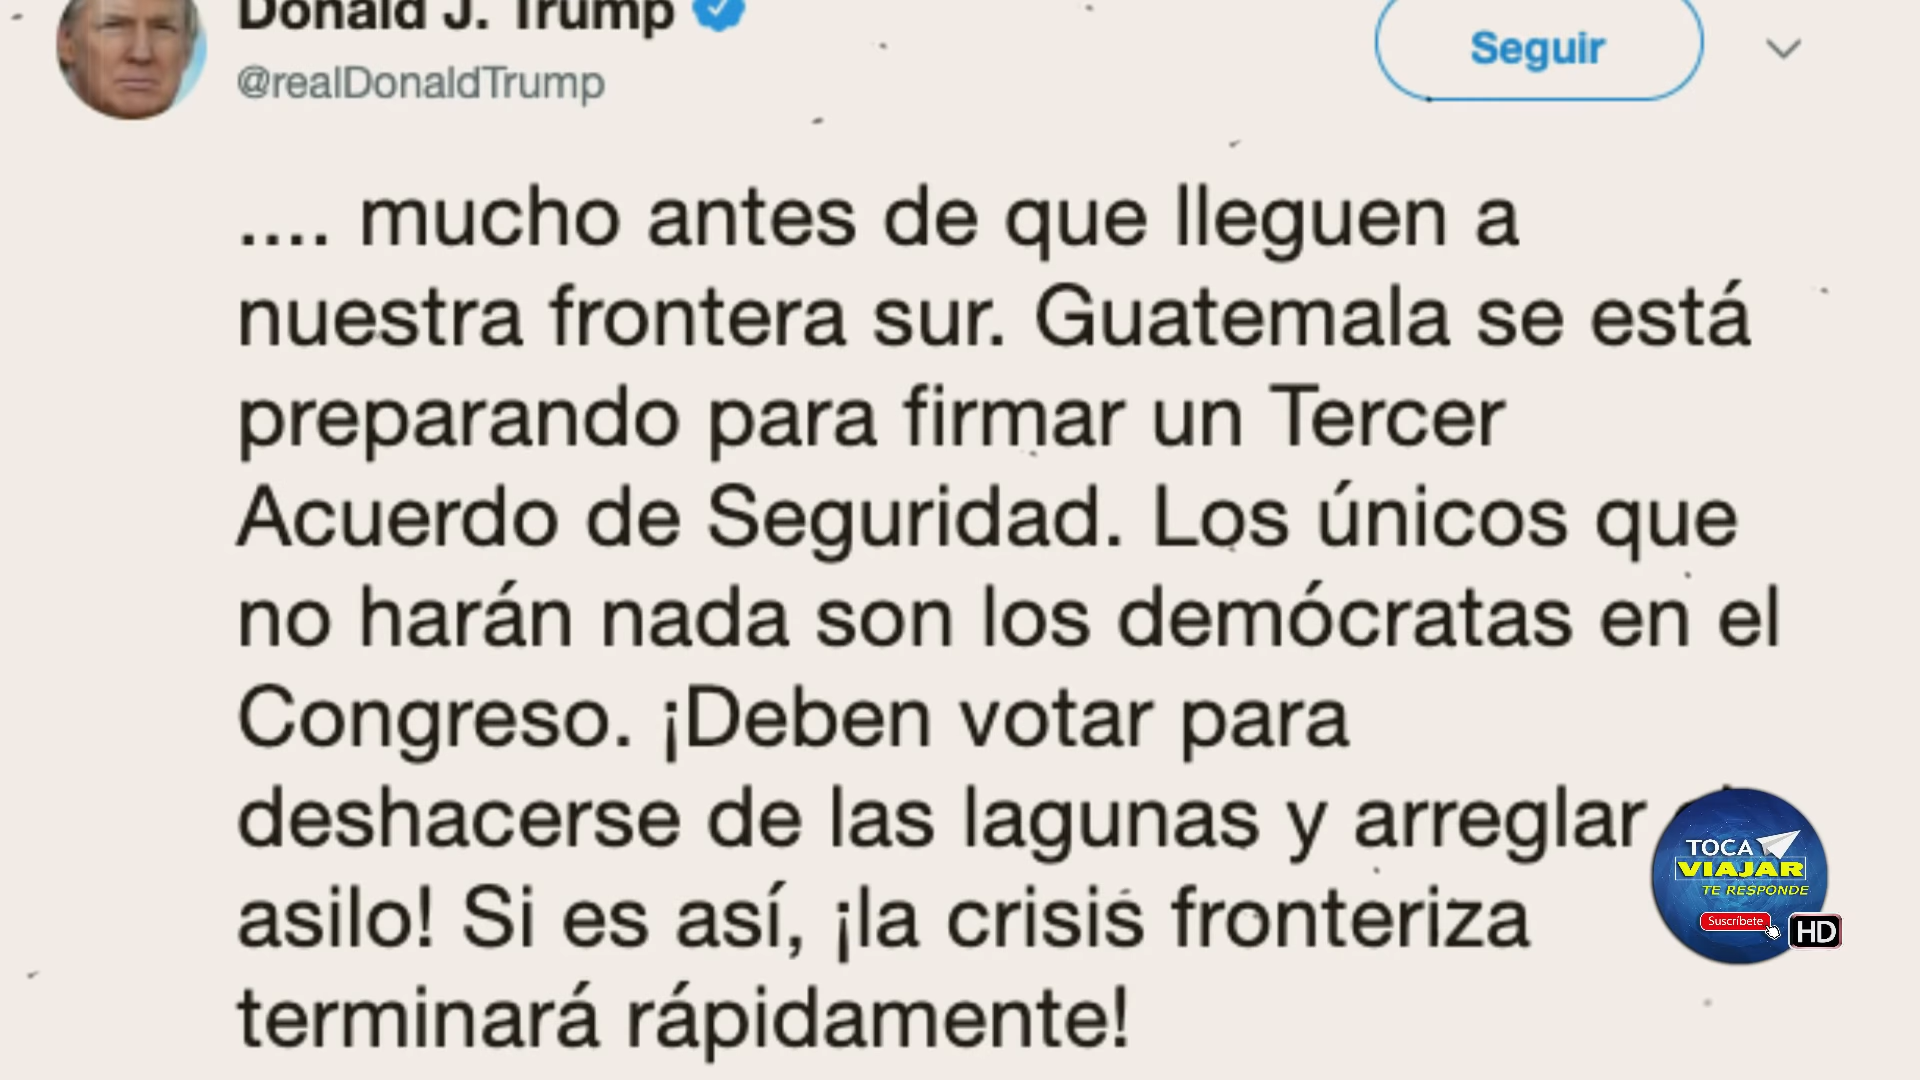 Donald J. Trump
@realDonaldTrump
Seguir
.... mucho antes de que lleguen a
nuestra frontera sur. Guatemala se está
preparando para firmar un Tercer
Acuerdo de Seguridad. Los únicos que
no harán nada son los demócratas en el
Congreso. ¡Deben votar para
deshacerse de las lagunas y arreglar
asilo! Si es así, ¡la crisis fronteriza
terminará rápidamente!
TOCA
VIAJAR
TE RESPONDE
Suscríbete
HD